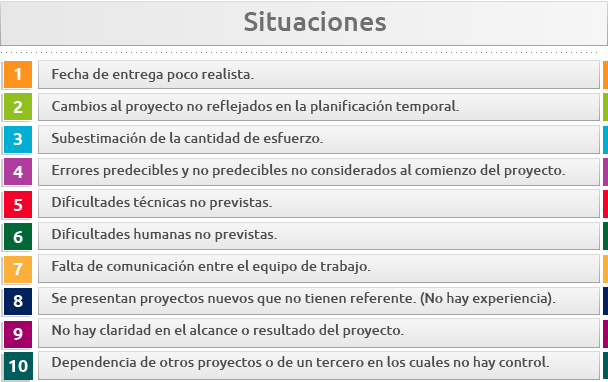 Situaciones
1 Fecha de entrega poco realista.
2 Cambios al proyecto no reflejados en la planificación temporal.
3 Subestimación de la cantidad de esfuerzo.
4 Errores predecibles y no predecibles no considerados al comienzo del proyecto.
5 Dificultades técnicas no previstas.
6 Dificultades humanas no previstas.
7 Falta de comunicación entre el equipo de trabajo.
8 Se presentan proyectos nuevos que no tienen referente. (No hay experiencia).
9 No hay claridad en el alcance o resultado del proyecto.
10 Dependencia de otros proyectos o de un tercero en los cuales no hay control.